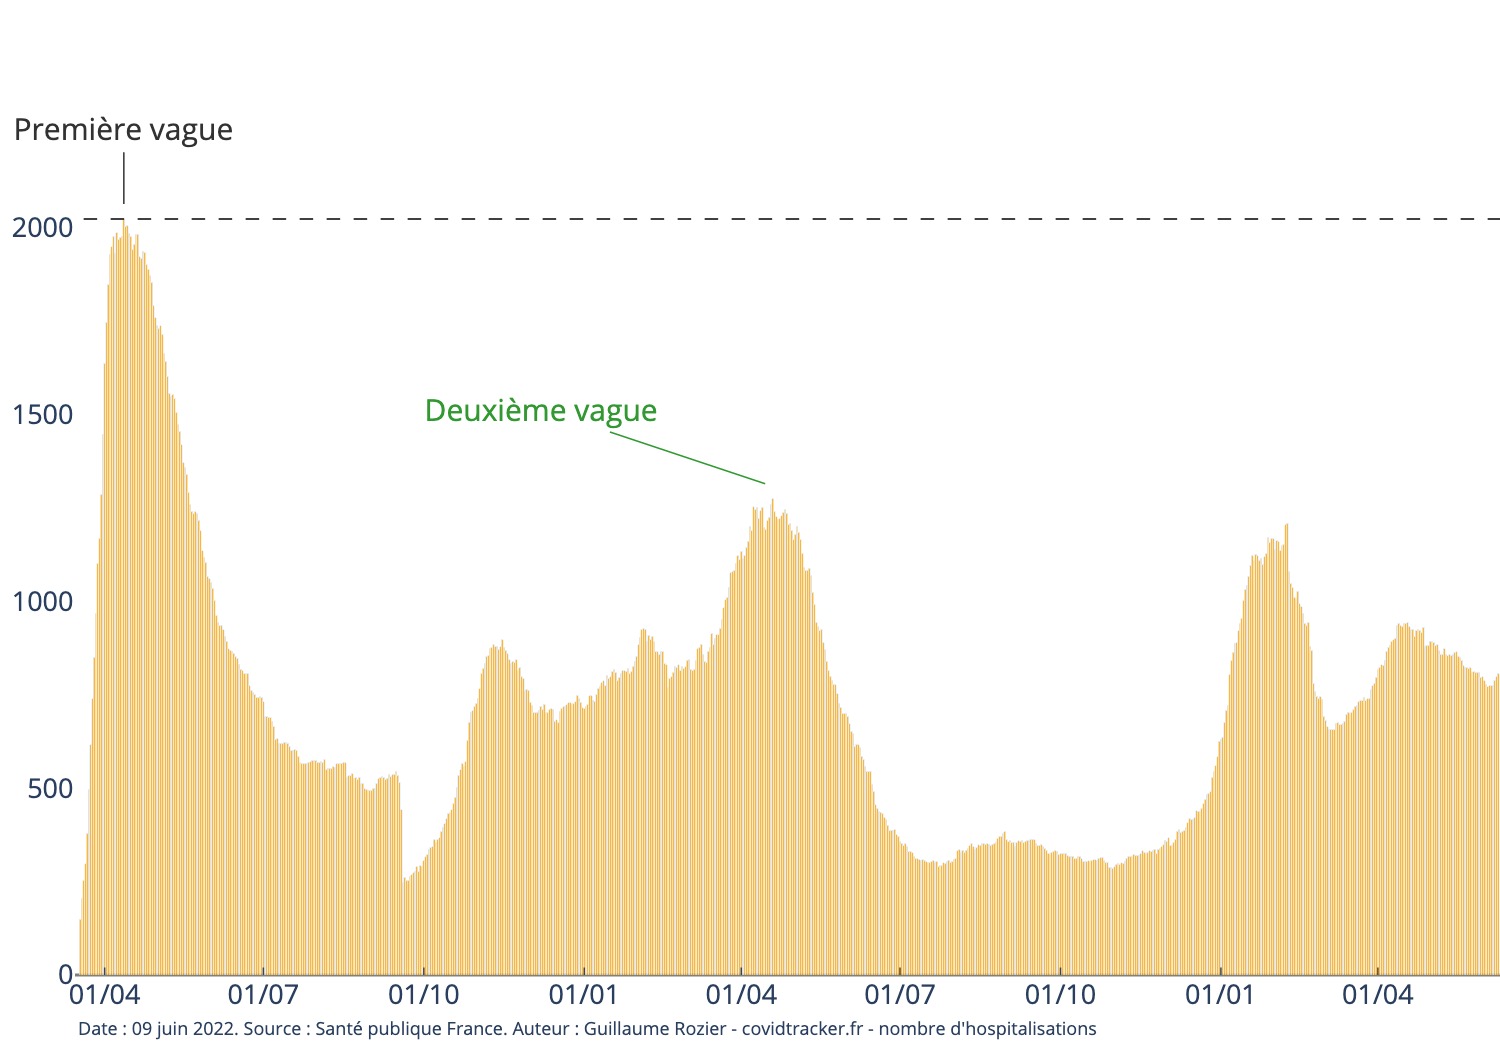 Première vague
2000
1500
Deuxième vague
1000
500
0
01/04 01/07 01/10 01/01 01/04 01/07 01/10 01/01 01/04
Date : 09 juin 2022. Source : Santé publique France. Auteur : Guillaume Rozier - covidtracker.fr - nombre d'hospitalisations